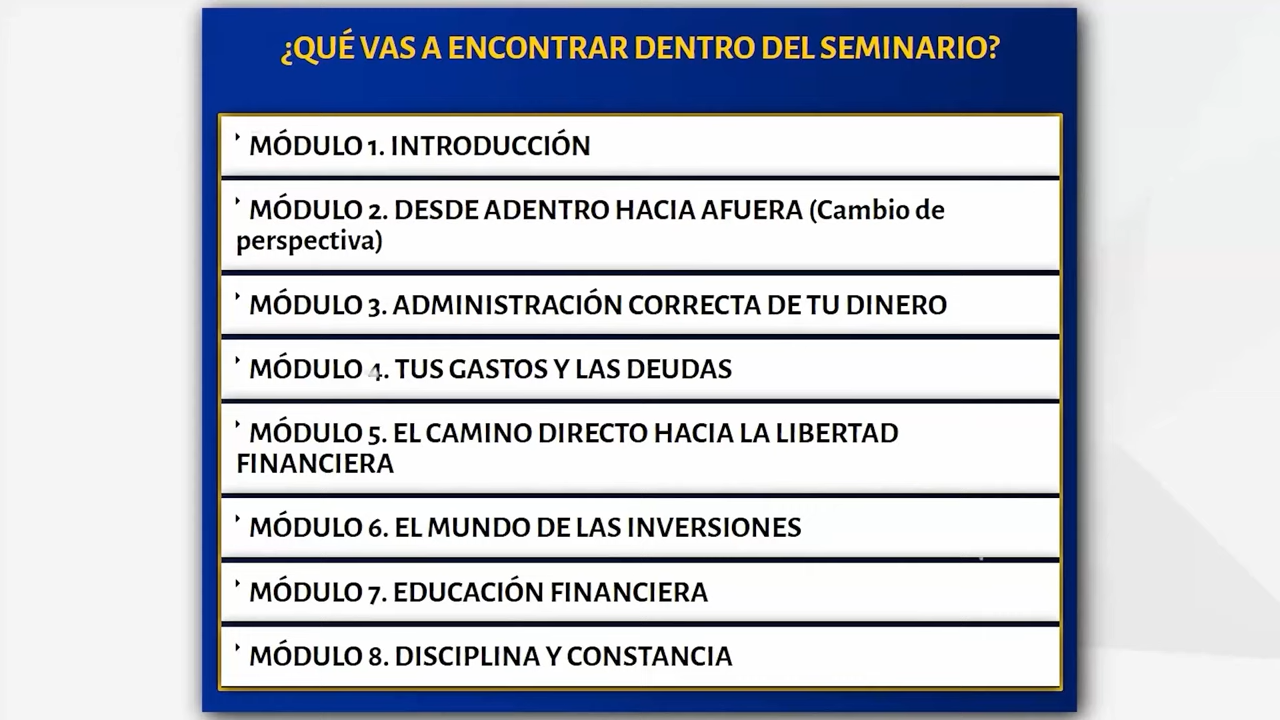 ¿QUÉ VAS A ENCONTRAR DENTRO DEL SEMINARIO?
MÓDULO 1. INTRODUCCIÓN
MÓDULO 2. DESDE ADENTRO HACIA AFUERA (Cambio de
perspectiva)
MÓDULO 3. ADMINISTRACIÓN CORRECTA DE TU DINERO
MÓDULO 4. TUS GASTOS Y LAS DEUDAS
MÓDULO 5. EL CAMINO DIRECTO HACIA LA LIBERTAD
FINANCIERA
MÓDULO 6. EL MUNDO DE LAS INVERSIONES
MÓDULO 7. EDUCACIÓN FINANCIERA
MÓDULO 8. DISCIPLINA Y CONSTANCIA